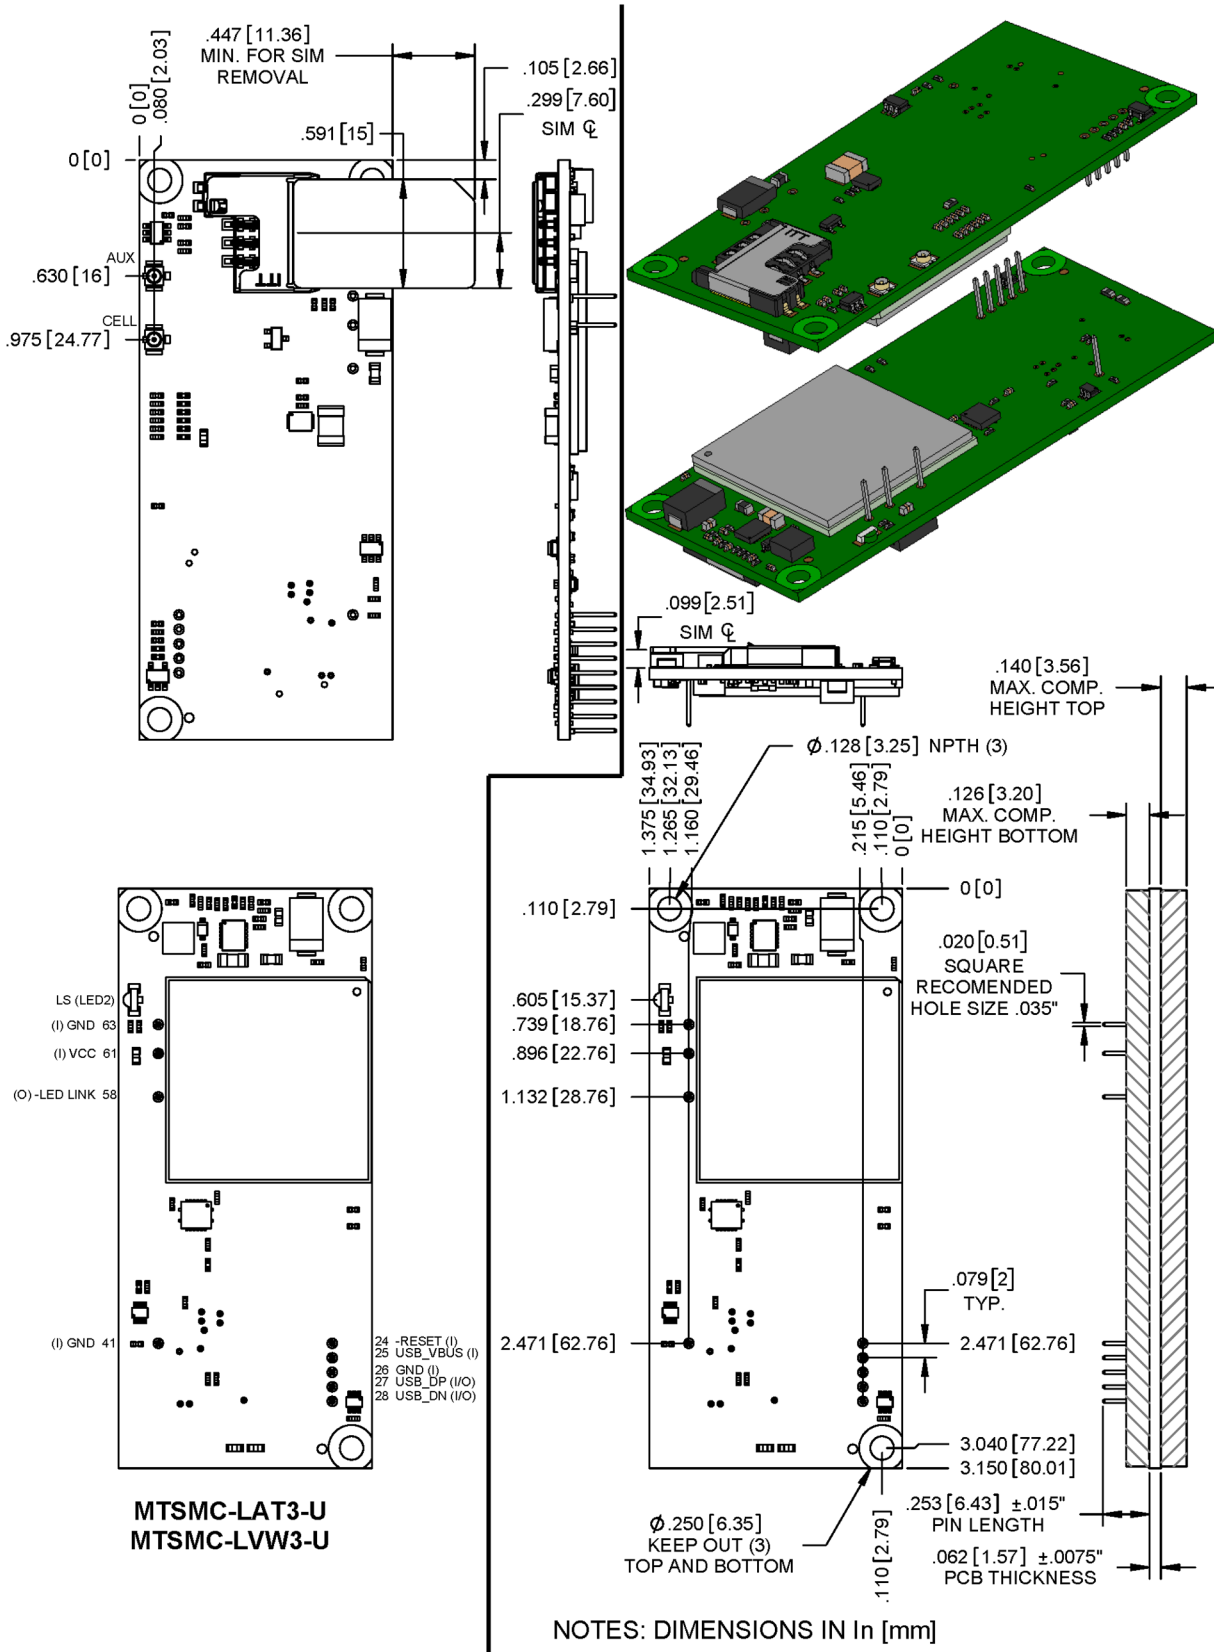 .447 [11.36]
MIN. FOR SIM
REMOVAL
0 [0]
.080 [2.03]
.105 [2.66]
.299 [7.60]
SIM ℄
.591 [15]
0 [0]
AUX
.630 [16]
CELL
.975 [24.77]
.099 [2.51]
SIM ℄
.140 [3.56]
MAX. COMP.
HEIGHT TOP
Ø.128 [3.25] NPTH (3)
1.375 [34.93]
1.265 [32.13]
1.160 [29.46]
.215 [5.46]
.110 [2.79]
0 [0]
.126 [3.20]
MAX. COMP.
HEIGHT BOTTOM
0 [0]
.110 [2.79]
.020 [0.51]
SQUARE
RECOMENDED
HOLE SIZE .035"
LS (LED2)
(I) GND 63
(I) VCC 61
(O) -LED LINK 58
.605 [15.37]
.739 [18.76]
.896 [22.76]
1.132 [28.76]
.079 [2]
TYP.
(I) GND 41
24 -RESET (I)
25 USB_VBUS (I)
26 GND (I)
27 USB_DP (I/O)
28 USB_DN (I/O)
2.471 [62.76]
2.471 [62.76]
3.040 [77.22]
3.150 [80.01]
MTSMC-LAT3-U
MTSMC-LVW3-U
Ø.250 [6.35]
KEEP OUT (3)
TOP AND BOTTOM
.110 [2.79]
.253 [6.43] ±.015"
PIN LENGTH
.062 [1.57] ±.0075"
PCB THICKNESS
NOTES: DIMENSIONS IN In [mm]